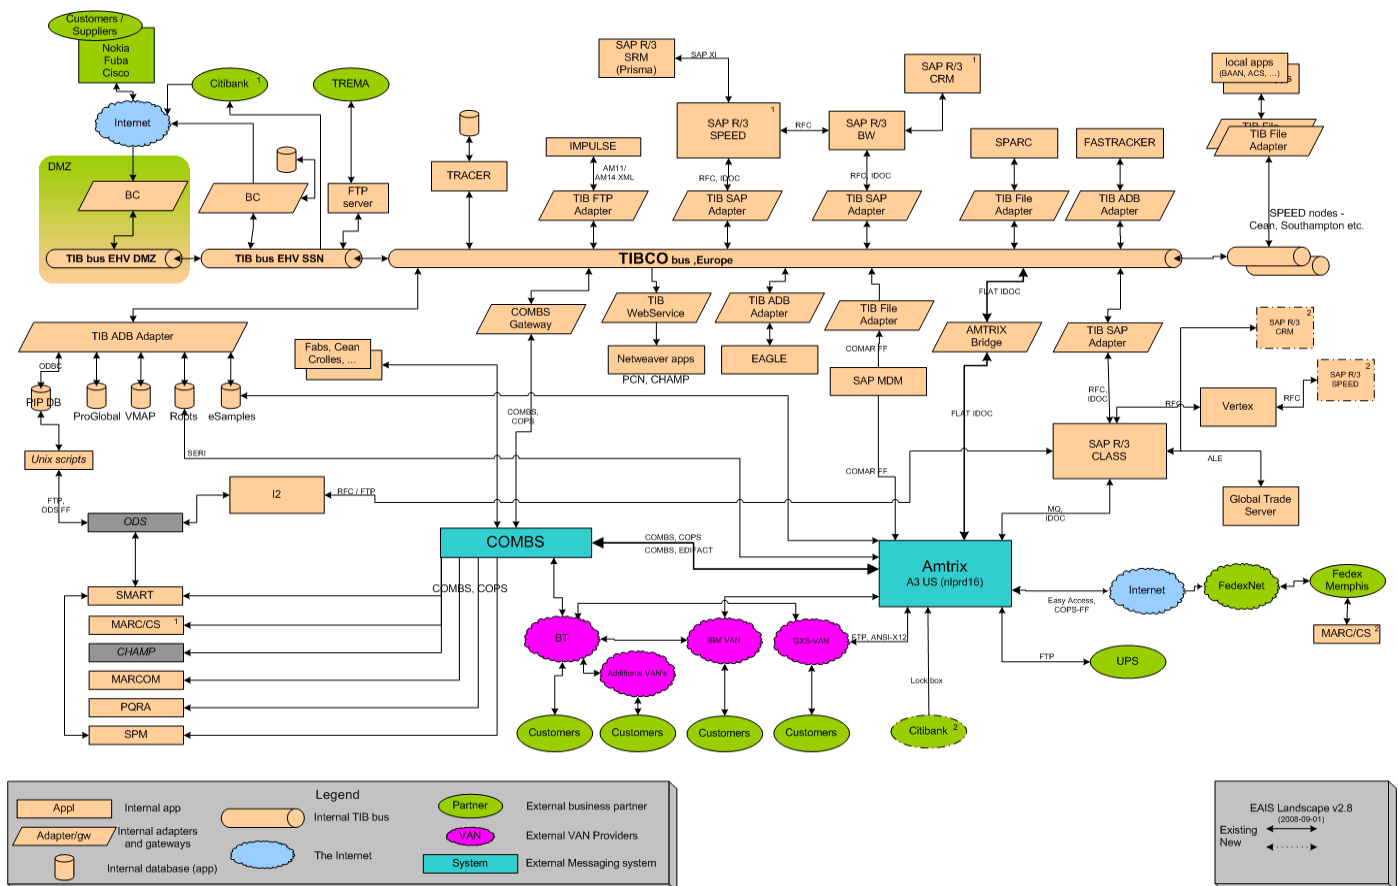 Customers /
Suppliers
Nokia
Fuba
Cisco
Citibank 1
TREMA
Internet
DMZ
BC
BC
FTP
server
TIB bus EHV DMZ
TIB bus EHV SSN
TIBCO bus ,Europe
TRACER
IMPULSE
AM11/
AM14 XML
TIB FTP
Adapter
SAP R/3
SRM
(Prisma)
SAP XI
SAP R/3
SPEED
1
RFC
SAP R/3
BW
SAP R/3
CRM
1
RFC, IDOC
TIB SAP
Adapter
RFC, IDOC
TIB SAP
Adapter
SPARC
TIB File
Adapter
FASTRACKER
TIB ADB
Adapter
local apps
(BAAN, ACS, ...)
TIB File
TIB File
Adapter
SPEED nodes -
Cean, Southampton etc.
TIB ADB Adapter
ODBC
PIP DB
ProGlobal
VMAP
Roots
eSamples
Unix scripts
SERI
FTP,
ODS FF
ODS
I2
RFC / FTP
Fabs, Cean
Crolles, ...
COMBS
Gateway
COMBS,
COPS
TIB
WebService
Netweaver apps
PCN, CHAMP
TIB ADB
Adapter
EAGLE
TIB File
Adapter
COMAR FF
SAP MDM
COMAR FF
FLAT IDOC
AMTRIX
Bridge
FLAT IDOC
TIB SAP
Adapter
RFC,
IDOC
SAP R/3
CLASS
RFC
Vertex
RFC
SAP R/3
CRM
2
SAP R/3
SPEED
2
ALE
Global Trade
Server
MQ,
IDOC
COMBS
COMBS, COPS
COMBS, EDIFACT
COMBS, COPS
Amtrix
A3 US (nlprd16)
SMART
MARC/CS 1
CHAMP
MARCOM
PQRA
SPM
BT
Additional VAN's
IBM VAN
GXS-VAN
FTP, ANSI-X12
Customers
Customers
Customers
Customers
Lockbox
Citibank 2
Easy Access,
COPS-FF
Internet
FedexNet
Fedex
Memphis
MARC/CS 2
FTP
UPS
Legend
Appl
Internal app
Adapter/gw
Internal adapters
and gateways
Internal database (app)
Internal TIB bus
The Internet
Partner
External business partner
VAN
External VAN Providers
System
External Messaging system
EAIS Landscape v2.8
(2008-09-01)
Existing
New